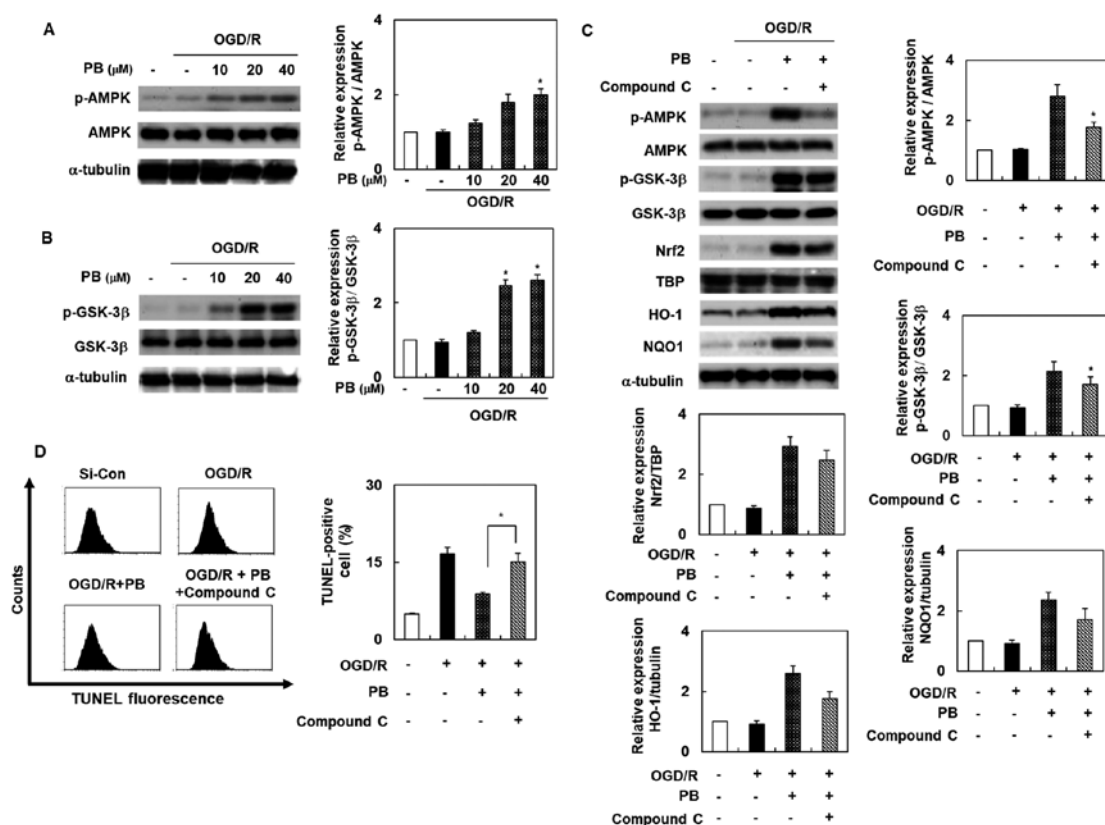 A
OGD/R
PB (μM) - - 10 20 40
p-AMPK
AMPK
α-tubulin
Relative expression
p-AMPK / AMPK
4
2
0
PB (μM) - - 10 20 40
OGD/R
*
B
OGD/R
PB (μM) - - 10 20 40
p-GSK-3β
GSK-3β
α-tubulin
Relative expression
p-GSK-3β/ GSK-3β
4
2
0
* *
- - 10 20 40
PB (μM)
OGD/R
C
OGD/R
PB - - + +
Compound C +
p-AMPK
AMPK
p-GSK-3β
GSK-3β
Nrf2
TBP
HO-1
NQO1
α-tubulin
Relative expression
p-AMPK / AMPK
4
2
0
*
OGD/R - + + +
PB + +
Compound C +
Relative expression
p-GSK-3β/ GSK-3β
4
2
0
*
OGD/R - + + +
PB + +
Compound C +
Relative expression
Nrf2/TBP
4
2
0
OGD/R - + + +
PB + +
Compound C +
Relative expression
NQO1/tubulin
4
2
0
OGD/R - + + +
PB + +
Compound C +
Relative expression
HO-1/tubulin
4
2
0
OGD/R - + + +
PB - - + +
Compound C +
D
Si-Con
OGD/R
OGD/R+PB
OGD/R + PB
+Compound C
Counts
TUNEL fluorescence
TUNEL-positive
cell (%)
30
15
0
*
OGD/R - + + +
PB - - + +
Compound C - - - +